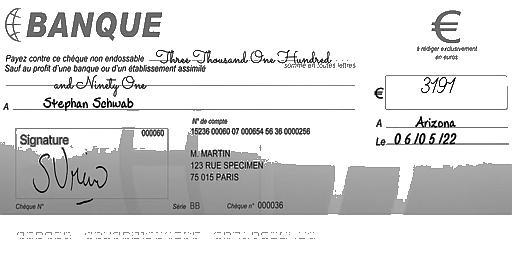 BANQUE
€
à rédiger exclusivement
en euros
Payez contre ce chèque non endossable Three Thousand One Hundred
Sauf au profit d'une banque ou d'un établissement assimilé
somme en toutes lettres
and Ninety One
€ 3191
A Stephan Schwab
A Arizona
Le 06/05/22
Signature
000060
N° de compte
15236 00060 07 000654 56 36 0000256
M. MARTIN
123 RUE SPECIMEN
75 015 PARIS
Chèque N°
Série BB
Chèque n° 000036